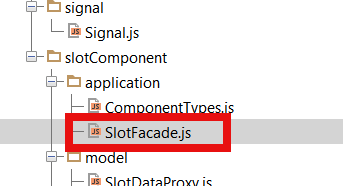 signal
Signal.js
slotComponent
application
ComponentTypes.js
SlotFacade.js
model
SlotDataProxy.js